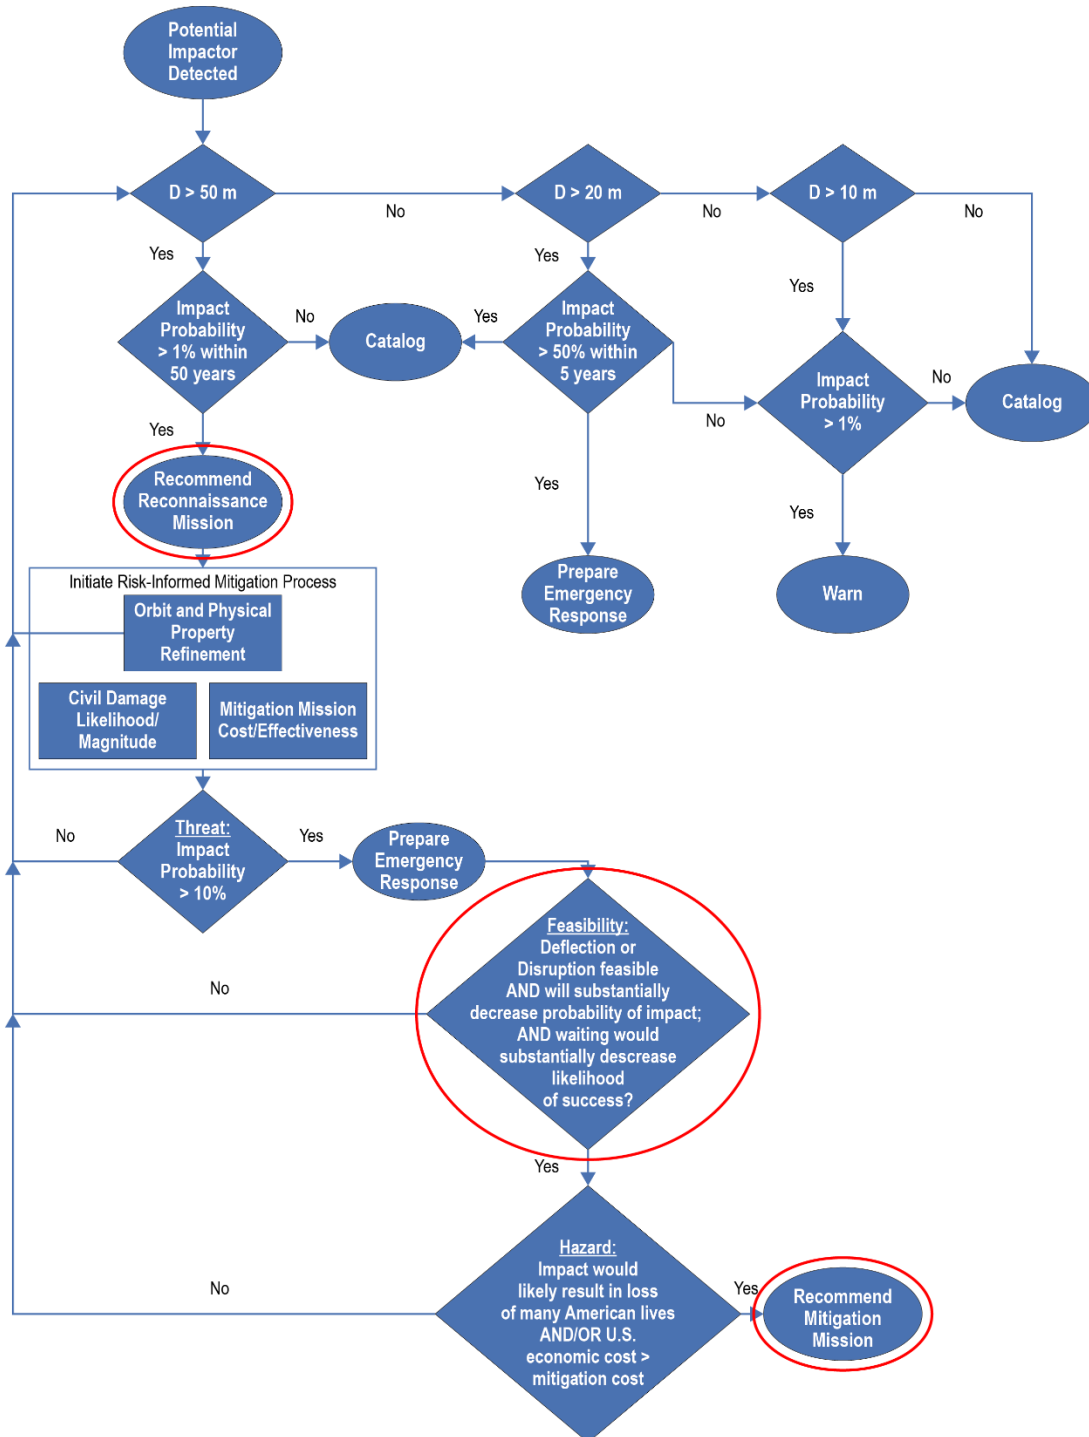 Potential
Impactor
Detected
D > 50 m
No
D > 20 m
No
D > 10 m
No
Yes
Yes
Yes
Impact
Probability
> 1% within
50 years
No
Catalog
Yes
Impact
Probability
> 50% within
5 years
No
Impact
Probability
> 1%
No
Catalog
Yes
Yes
Yes
Recommend
Reconnaissance
Mission
Prepare
Emergency
Response
Warn
Initiate Risk-Informed Mitigation Process
Orbit and Physical
Property
Refinement
Civil Damage
Likelihood/
Magnitude
Mitigation Mission
Cost/Effectiveness
No
Threat:
Impact
Probability
> 10%
Yes
Prepare
Emergency
Response
No
Feasibility:
Deflection or
Disruption feasible
AND will substantially
decrease probability of impact;
AND waiting would
substantially descrease
likelihood
of success?
Yes
No
Hazard:
Impact would
likely result in loss
of many American lives
AND/OR U.S.
economic cost >
mitigation cost
Yes
Recommend
Mitigation
Mission